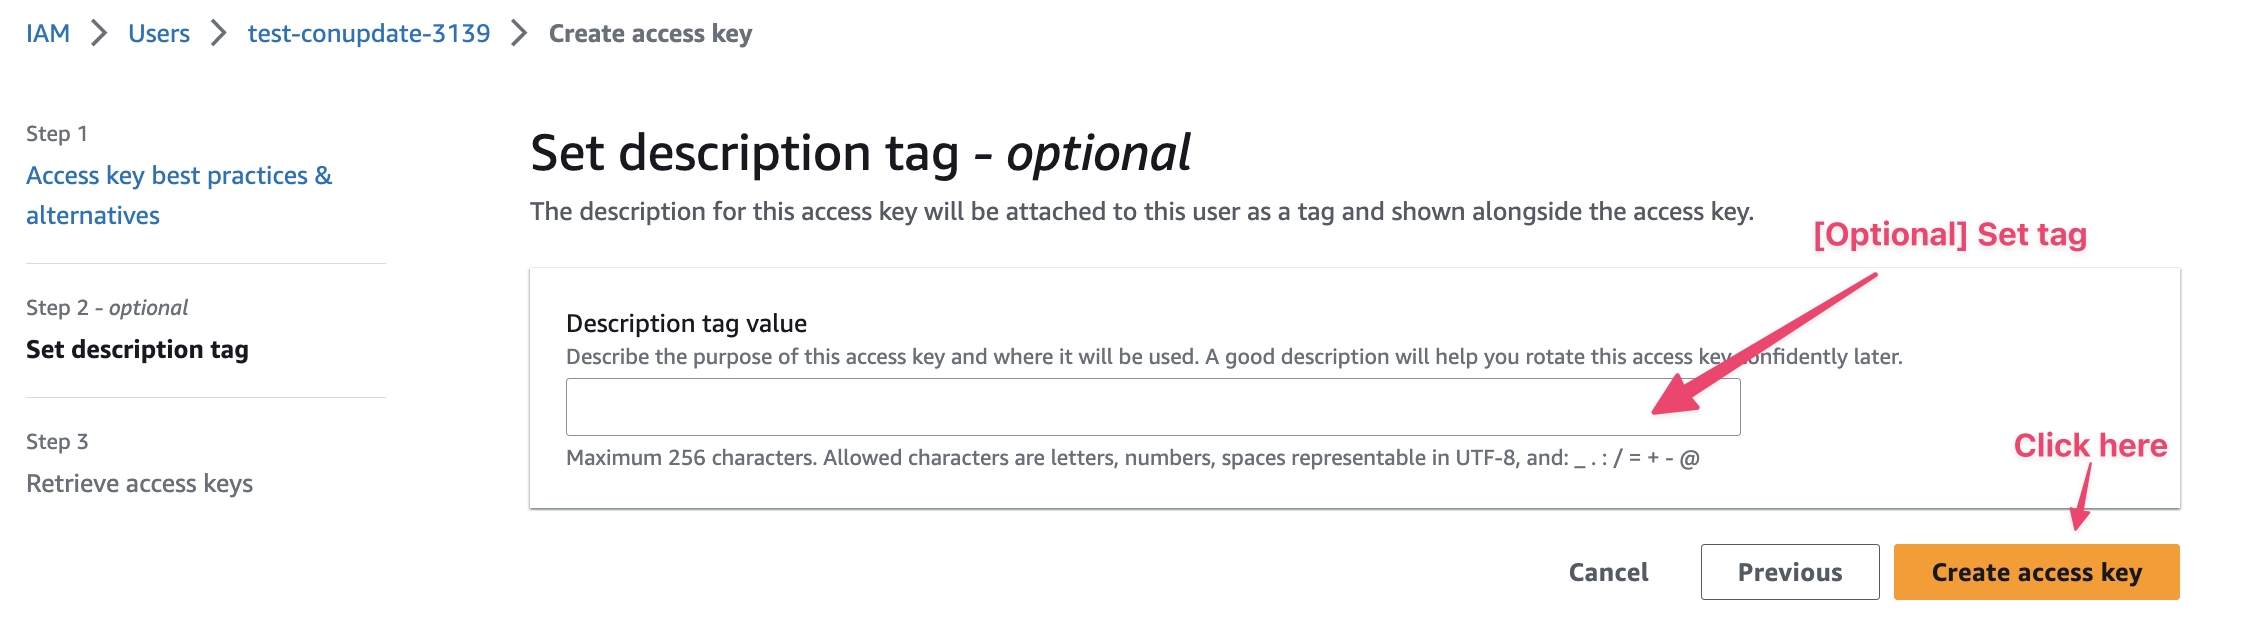 IAM > Users > test-conupdate-3139 > Create access key
Step 1
Access key best practices &
alternatives
Step 2 - optional
Set description tag
Step 3
Retrieve access keys
Set description tag - optional
The description for this access key will be attached to this user as a tag and shown alongside the access key.
[Optional] Set tag
Description tag value
Describe the purpose of this access key and where it will be used. A good description will help you rotate this access key confidently later.
Maximum 256 characters. Allowed characters are letters, numbers, spaces representable in UTF-8, and: _ . : / = + - @
Click here
Cancel
Previous
Create access key